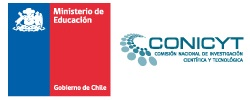 Ministerio de
Educación
Gobierno de Chile
CONICYT
COMISIÓN NACIONAL DE INVESTIGACIÓN
CIENTÍFICA Y TECNOLÓGICA